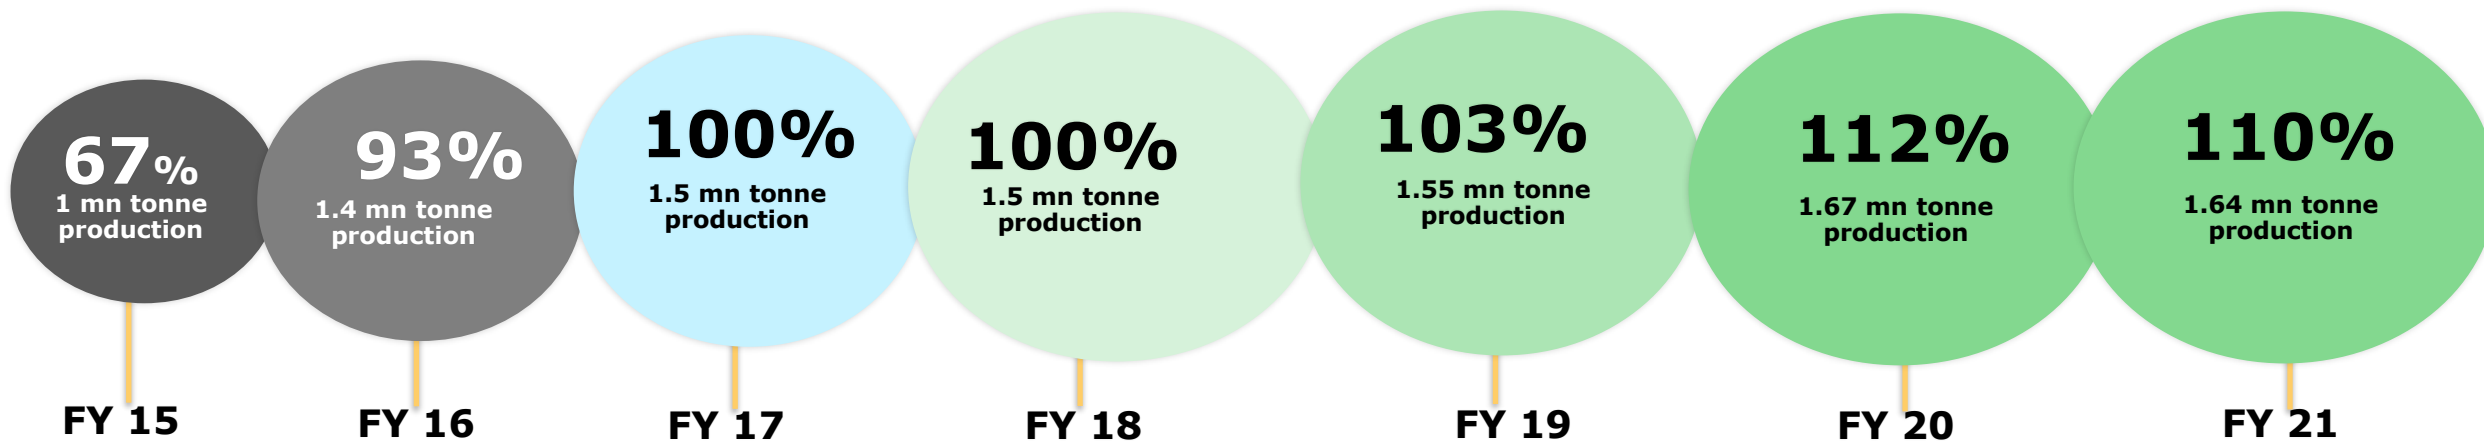 67%
1 mn tonne
production
FY 15
93%
1.4 mn tonne
production
FY 16
100%
1.5 mn tonne
production
FY 17
100%
1.5 mn tonne
production
FY 18
103%
1.55 mn tonne
production
FY 19
112%
1.67 mn tonne
production
FY 20
110%
1.64 mn tonne
production
FY 21